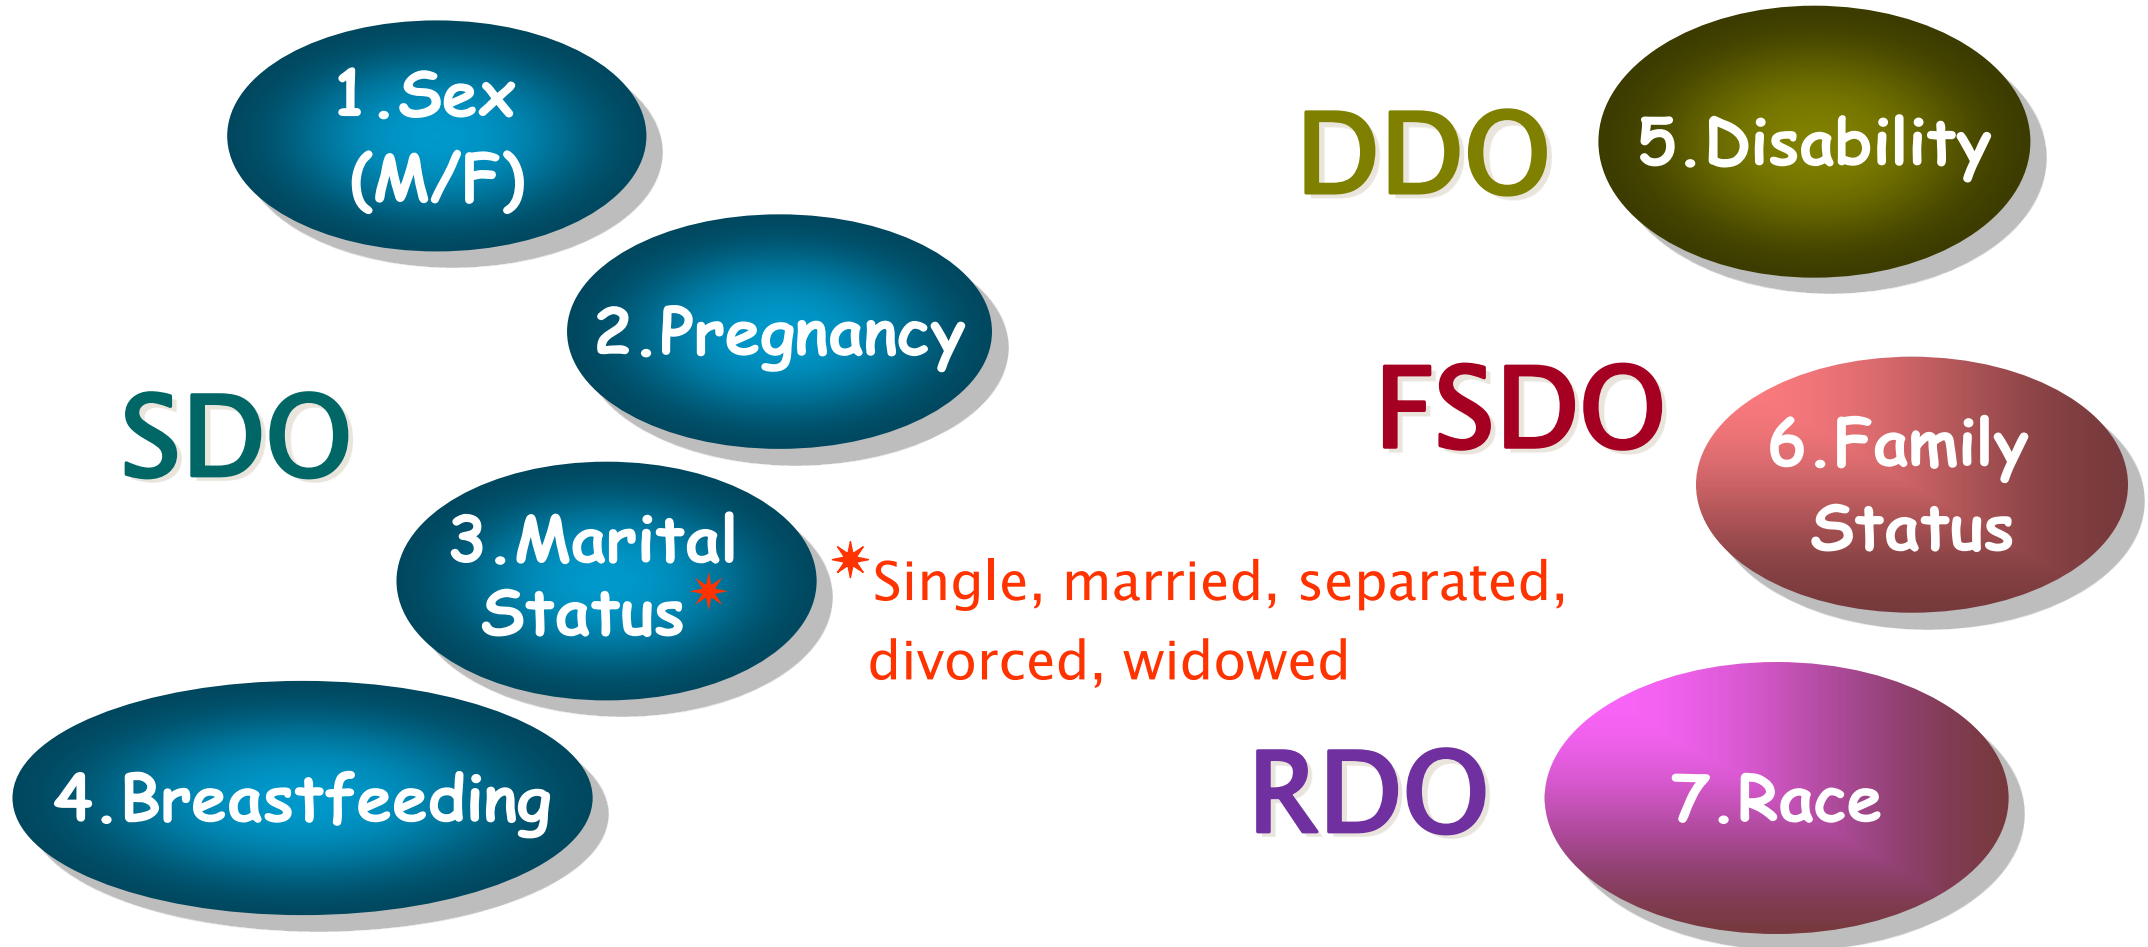 1.Sex
(M/F)
2.Pregnancy
SDO
3.Marital
Status*
4.Breastfeeding
*Single, married, separated,
divorced, widowed
DDO
5.Disability
FSDO
6.Family
Status
RDO
7.Race